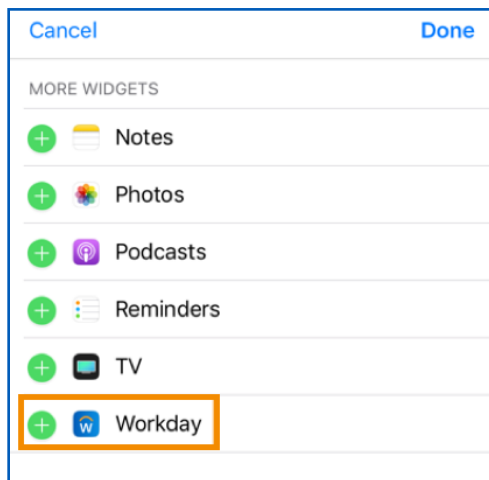 Cancel Done
MORE WIDGETS
Notes
Photos
Podcasts
Reminders
TV
Workday